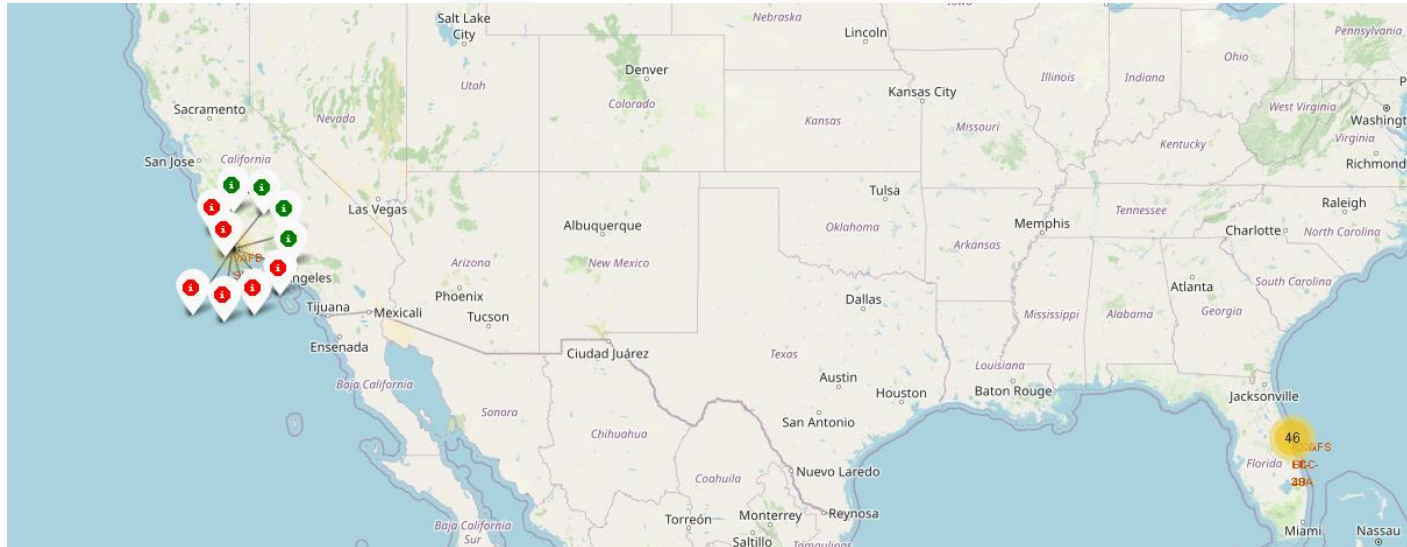 Salt Lake
City
Nebraska
Lincoln
Pennsylvania
Ohio
Illinois
Indiana
Utah
Denver
Colorado
Kansas City
West Virginia
Washingt
Sacramento
Nevada
Kansas
Missouri
Kentucky
Virginia
Richmond
San Jose
California
Las Vegas
Tulsa
Raleigh
Tennessee
Memphis
Charlotte
North Carolina
Albuquerque
Oklahoma
Arkansas
New Mexico
Arizona
VAFB
ngeles
Phoenix
Tucson
Dallas
Atlanta
South Carolina
Tijuana
Mexicali
Mississippi
Alabama
Georgia
Ensenada
Ciudad Juárez
Texas
Louisiana
Baja California
Austin
Houston
Baton Rouge
Jacksonville
Sonora
San Antonio
Chihuahua
46
Florida
Coahuila
Nuevo Laredo
Baja California
Sur
Torreón
Monterrey
Reynosa
Saltillo
Tamaulipas
Miami
Nassau